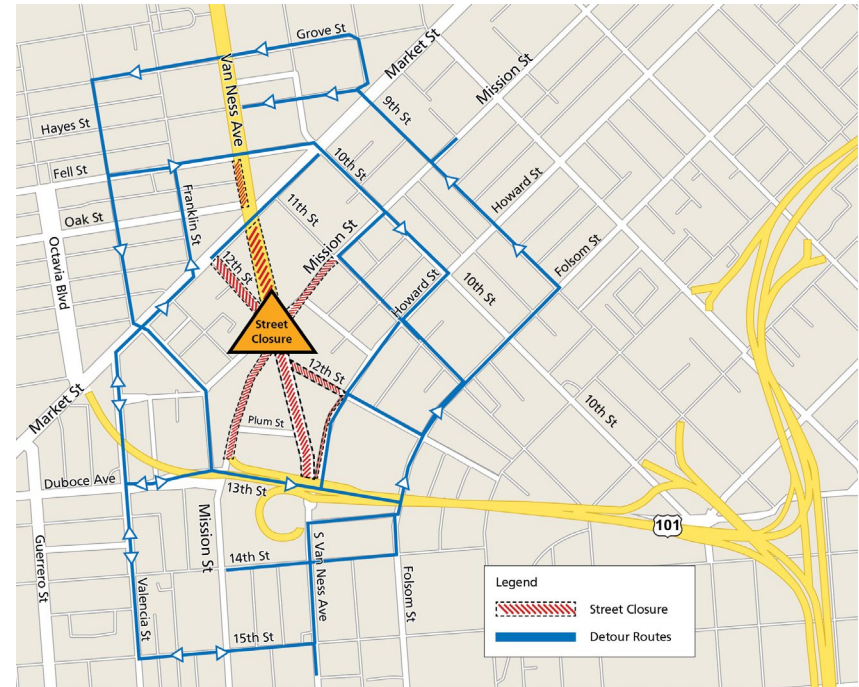 Grove St
Market St
Van Ness Ave
Mission St
9th St
Hayes St
10th St
Fell St
Franklin St
11th St
Howard St
Oak St
Mission St
Folsom St
Octavia Blvd
12th St
10th St
Howard St
Street
Closure
12th St
Market St
Plum St
10th St
Duboce Ave
13th St
101
Guerrero St
Mission St
14th St
S Van Ness Ave
Folsom St
Valencia St
15th St
Legend
Street Closure
Detour Routes